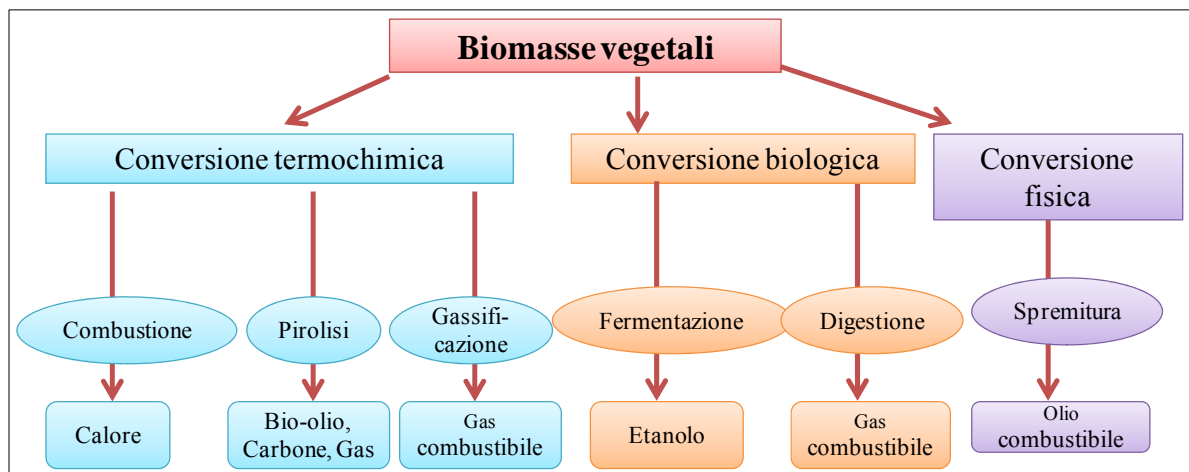 Biomasse vegetali
Conversione termochimica
Conversione biologica
Conversione
fisica
Combustione
Pirolisi
Gassifi-
cazione
Fermentazione
Digestione
Spremitura
Calore
Bio-olio,
Carbone, Gas
Gas
combustibile
Etanolo
Gas
combustibile
Olio
combustibile